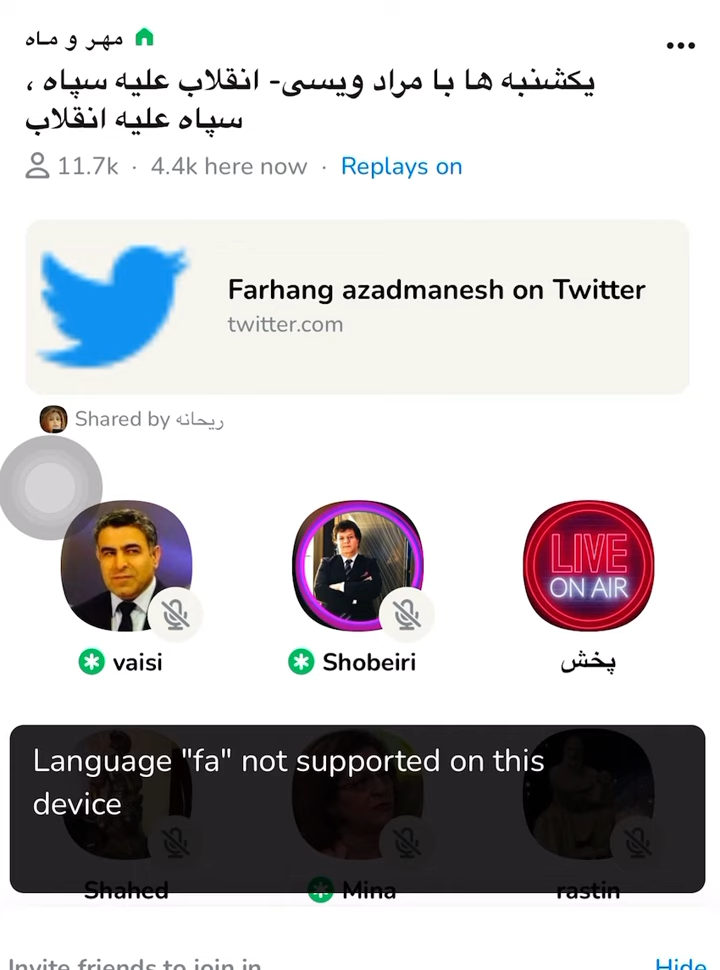 مهر و ماه
یکشنبه ها با مراد ویسی- انقلاب علیه سپاه ،
سپاه علیه انقلاب
11.7k · 4.4k here now · Replays on
Farhang azadmanesh on Twitter
twitter.com
Shared by ریحانه
LIVE
ON AIR
vaisi Shobeiri پخش
Language "fa" not supported on this
device
Shahed Mina rastin
Invite friends to join in Hide